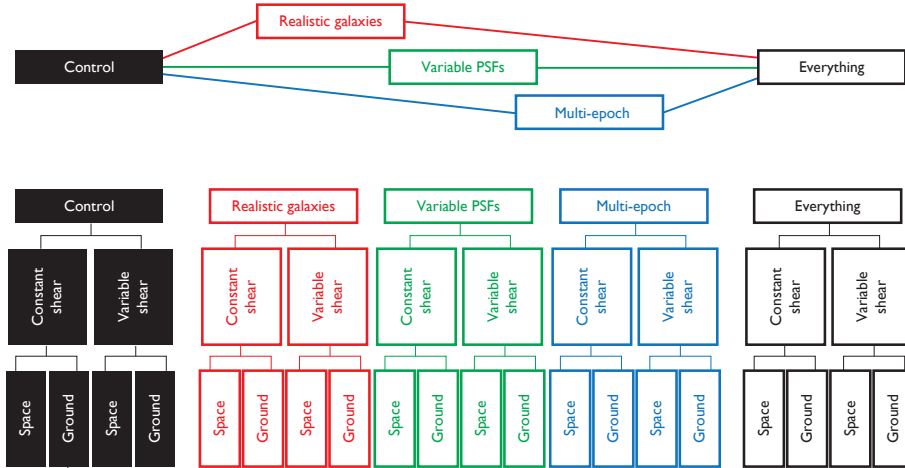 Realistic galaxies
Control
Variable PSFs
Everything
Multi-epoch
Control
Realistic galaxies
Variable PSFs
Multi-epoch
Everything
Constant
shear
Variable
shear
Constant
shear
Variable
shear
Constant
shear
Variable
shear
Constant
shear
Variable
shear
Constant
shear
Variable
shear
Space
Ground
Space
Ground
Space
Ground
Space
Ground
Space
Ground
Space
Ground
Space
Ground
Space
Ground
Space
Ground
Space
Ground